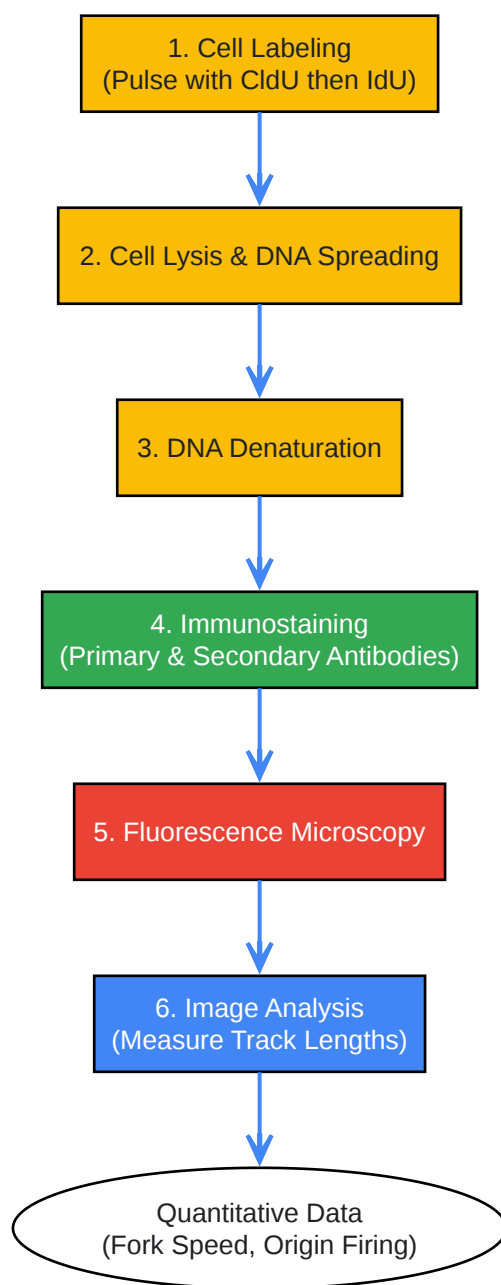 1. Cell Labeling
(Pulse with CldU then IdU)
2. Cell Lysis & DNA Spreading
3. DNA Denaturation
4. Immunostaining
(Primary & Secondary Antibodies)
5. Fluorescence Microscopy
6. Image Analysis
(Measure Track Lengths)
Quantitative Data
(Fork Speed, Origin Firing)